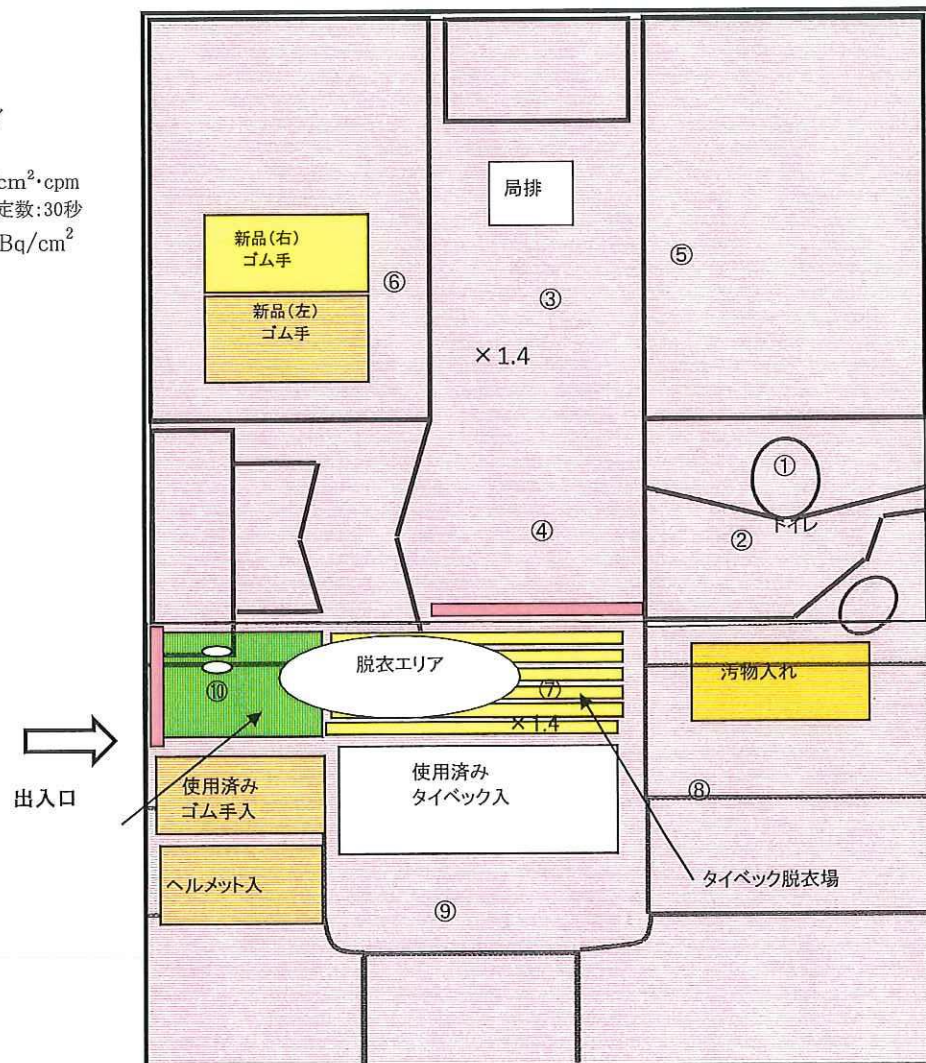 cm²・cpm
定数:30秒
Bq/cm²
局排
新品(右)
ゴム手
⑥
⑤
③
新品(左)
ゴム手
×1.4
①
④
②
トイレ
脱衣エリア
汚物入れ
⑩
⑦
×1.4
出入口
使用済み
ゴム手入
使用済み
タイベック入
⑧
ヘルメット入
タイベック脱衣場
⑨